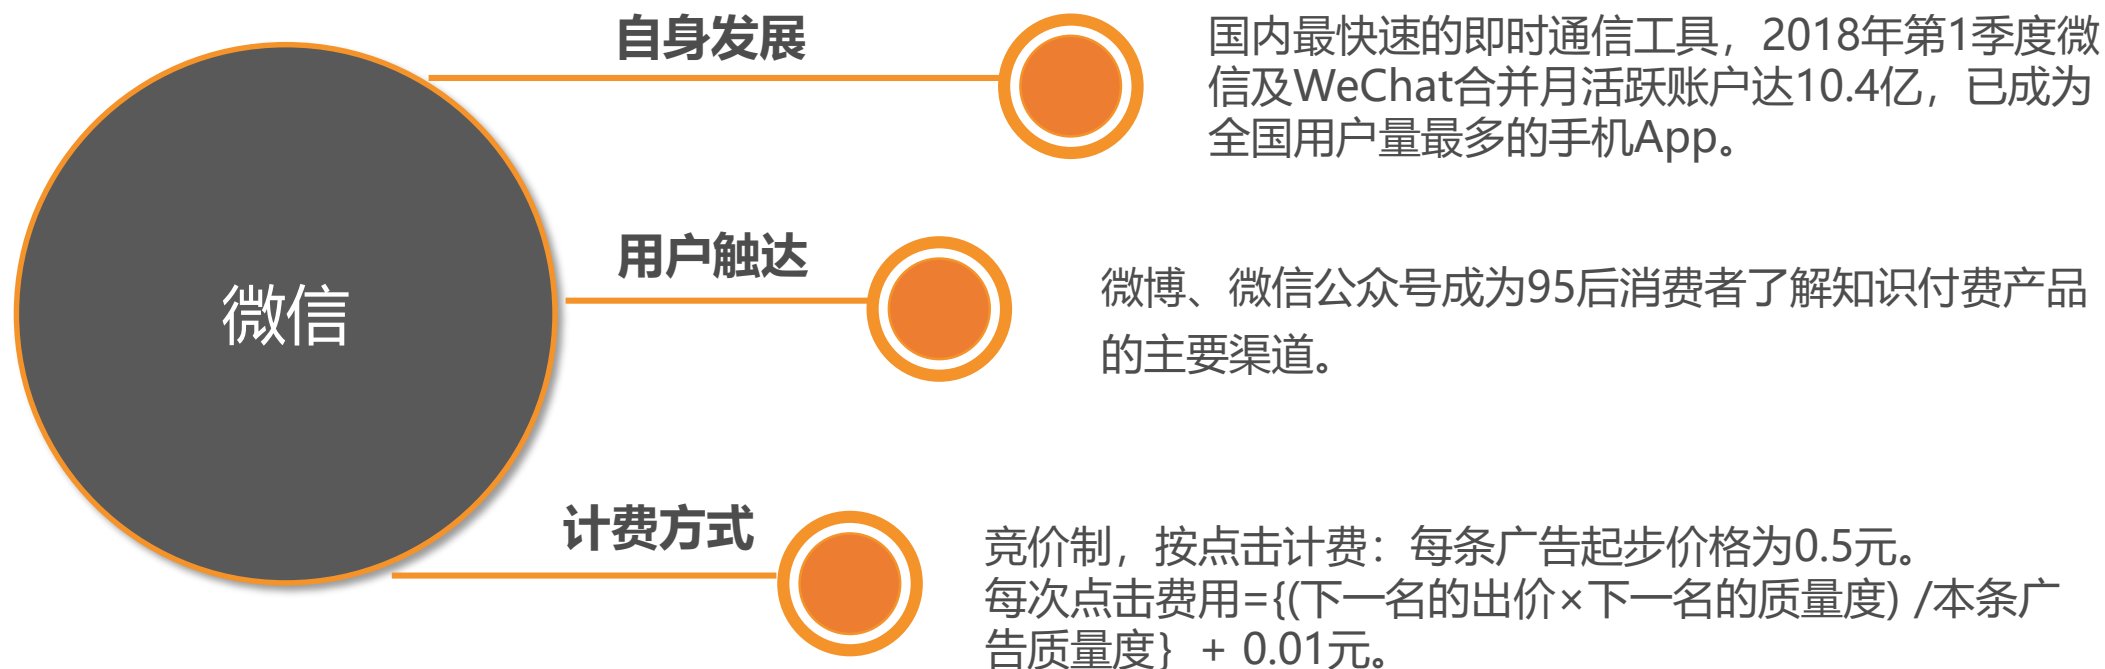 微信
自身发展
国内最快速的即时通信工具，2018年第1季度微
信及WeChat合并月活跃账户达10.4亿，已成为
全国用户量最多的手机App。
用户触达
微博、微信公众号成为95后消费者了解知识付费产品
的主要渠道。
计费方式
竞价制，按点击计费：每条广告起步价格为0.5元。
每次点击费用={(下一名的出价×下一名的质量度) /本条广
告质量度} + 0.01元。